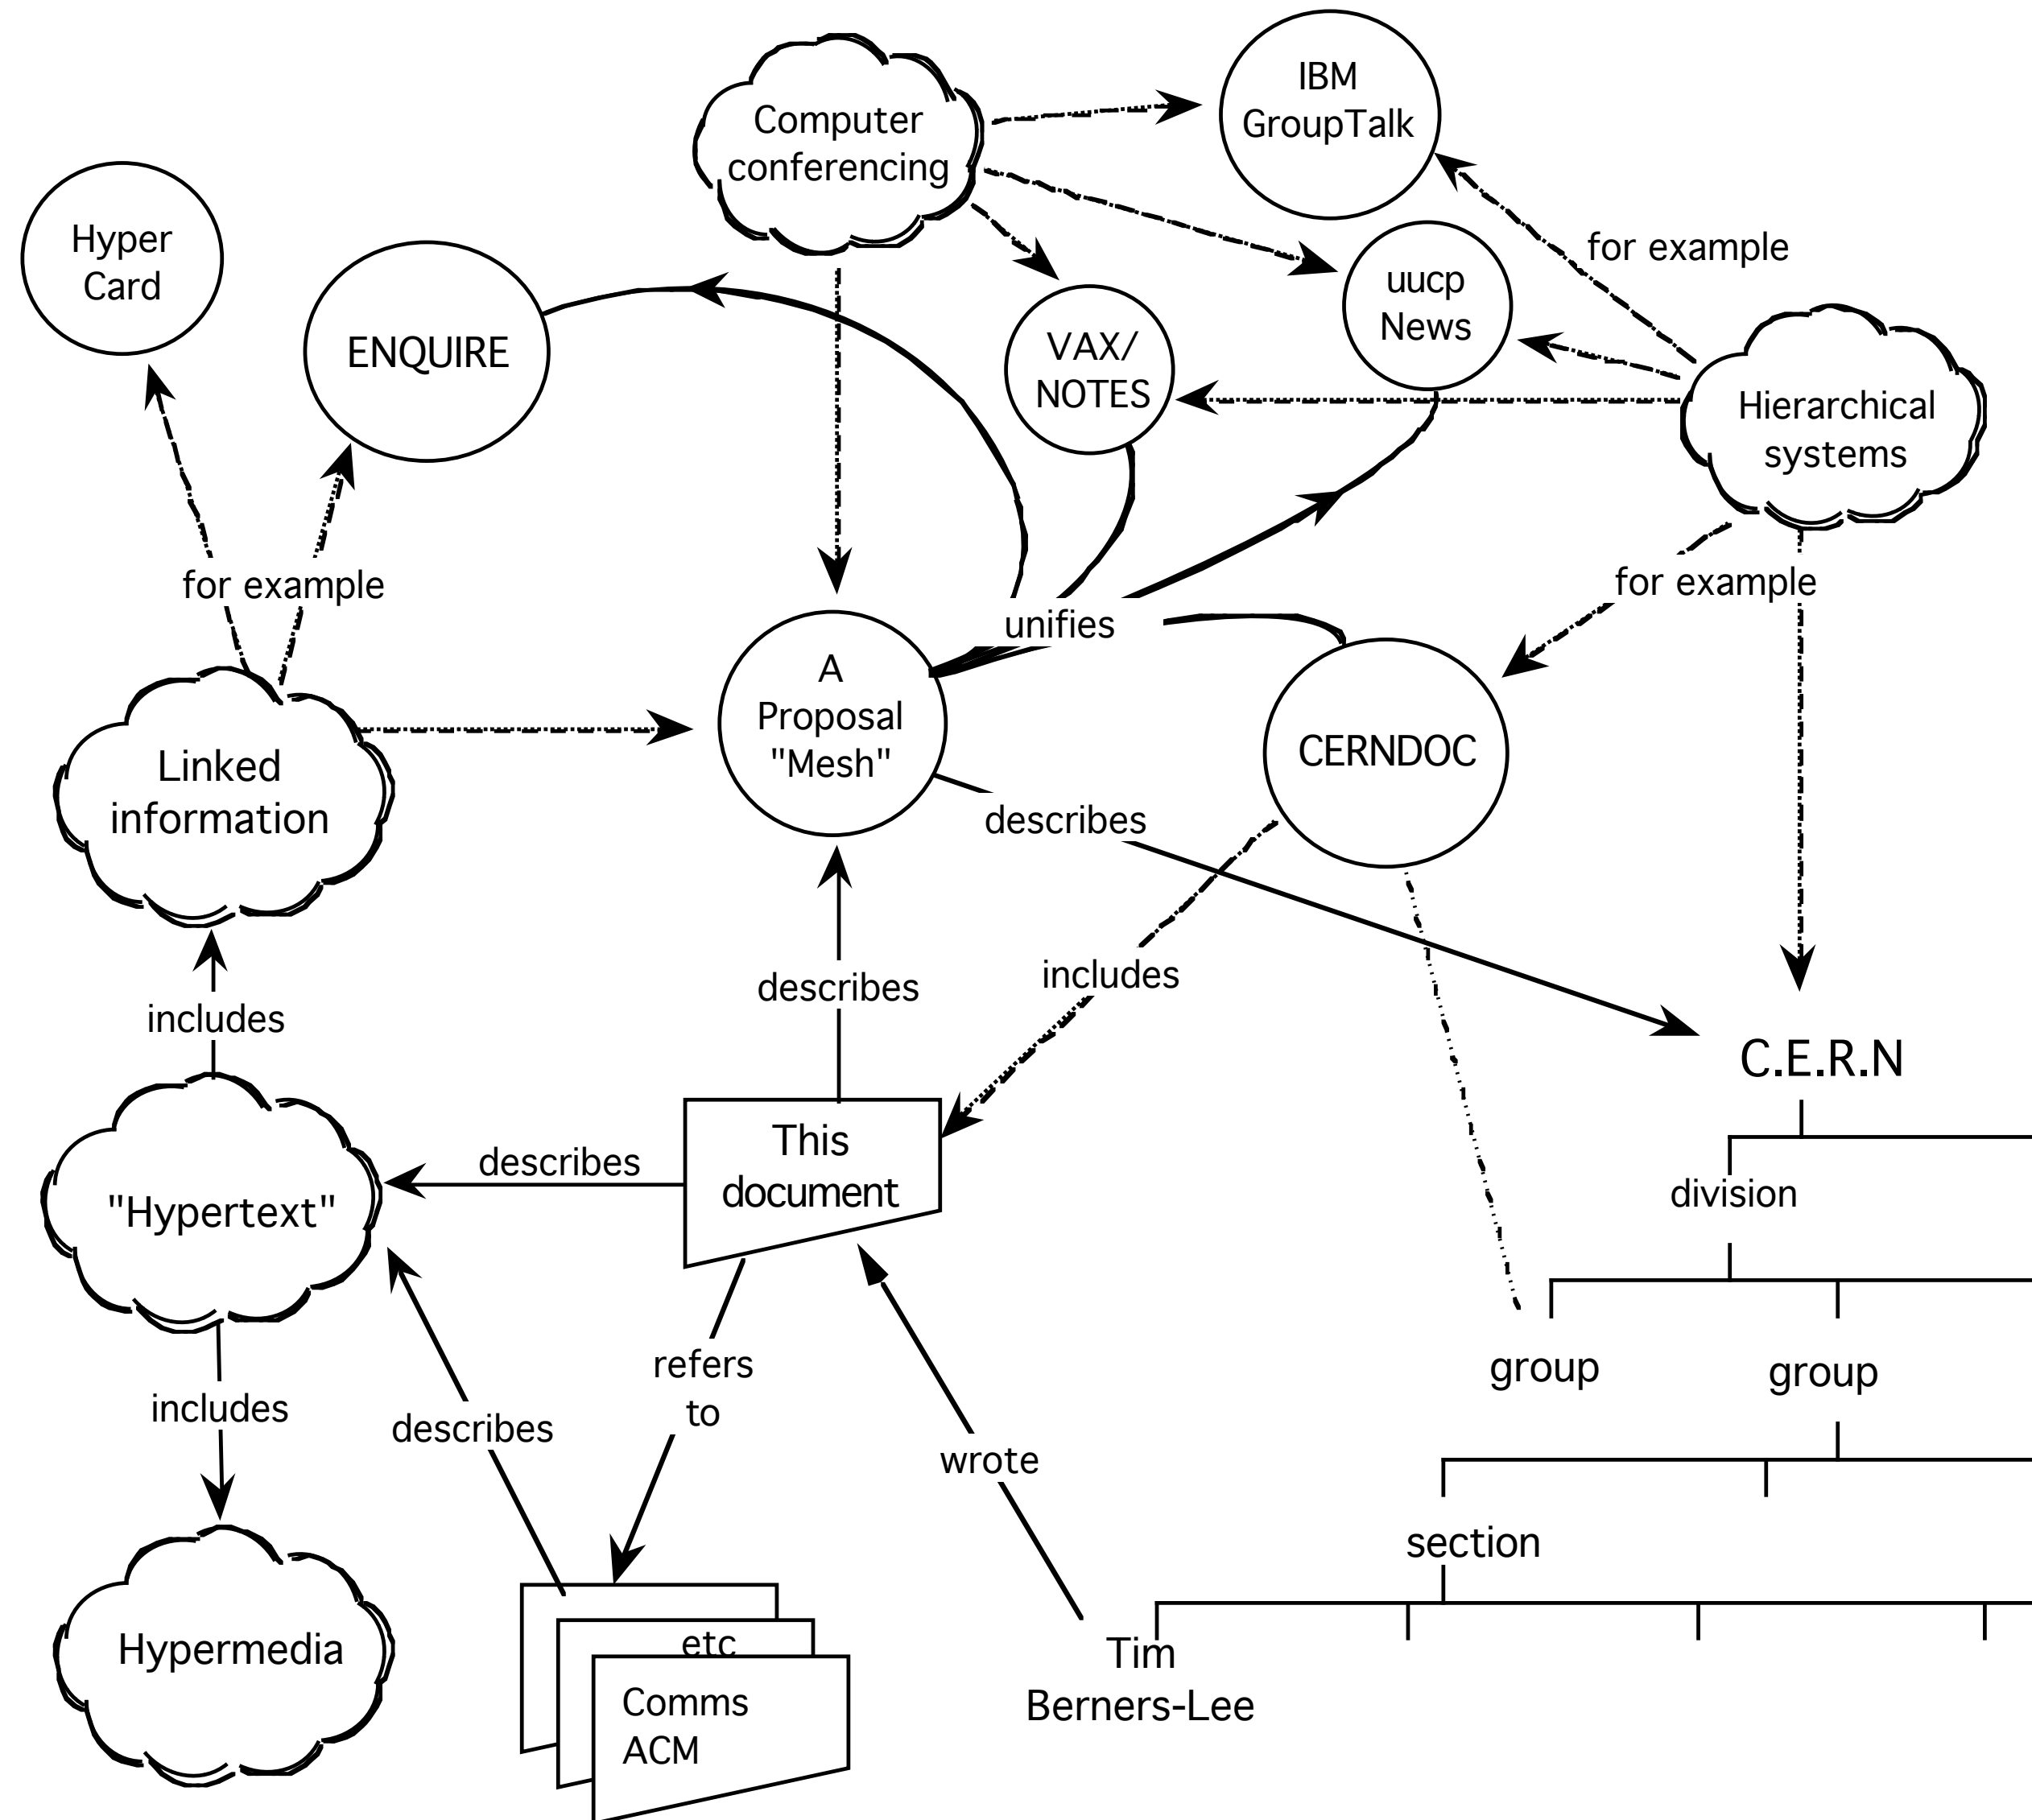 IBM
GroupTalk
Computer
conferencing
Hyper
Card
for example
uucp
News
ENQUIRE
VAX/
NOTES
Hierarchical
systems
for example
for example
unifies
A
Proposal
"Mesh"
CERNDOC
Linked
information
describes
includes
describes
includes
C.E.R.N
This
document
describes
division
"Hypertext"
refers
to
group
group
includes
describes
wrote
section
Hypermedia
etc
Comms
ACM
Tim
Berners-Lee